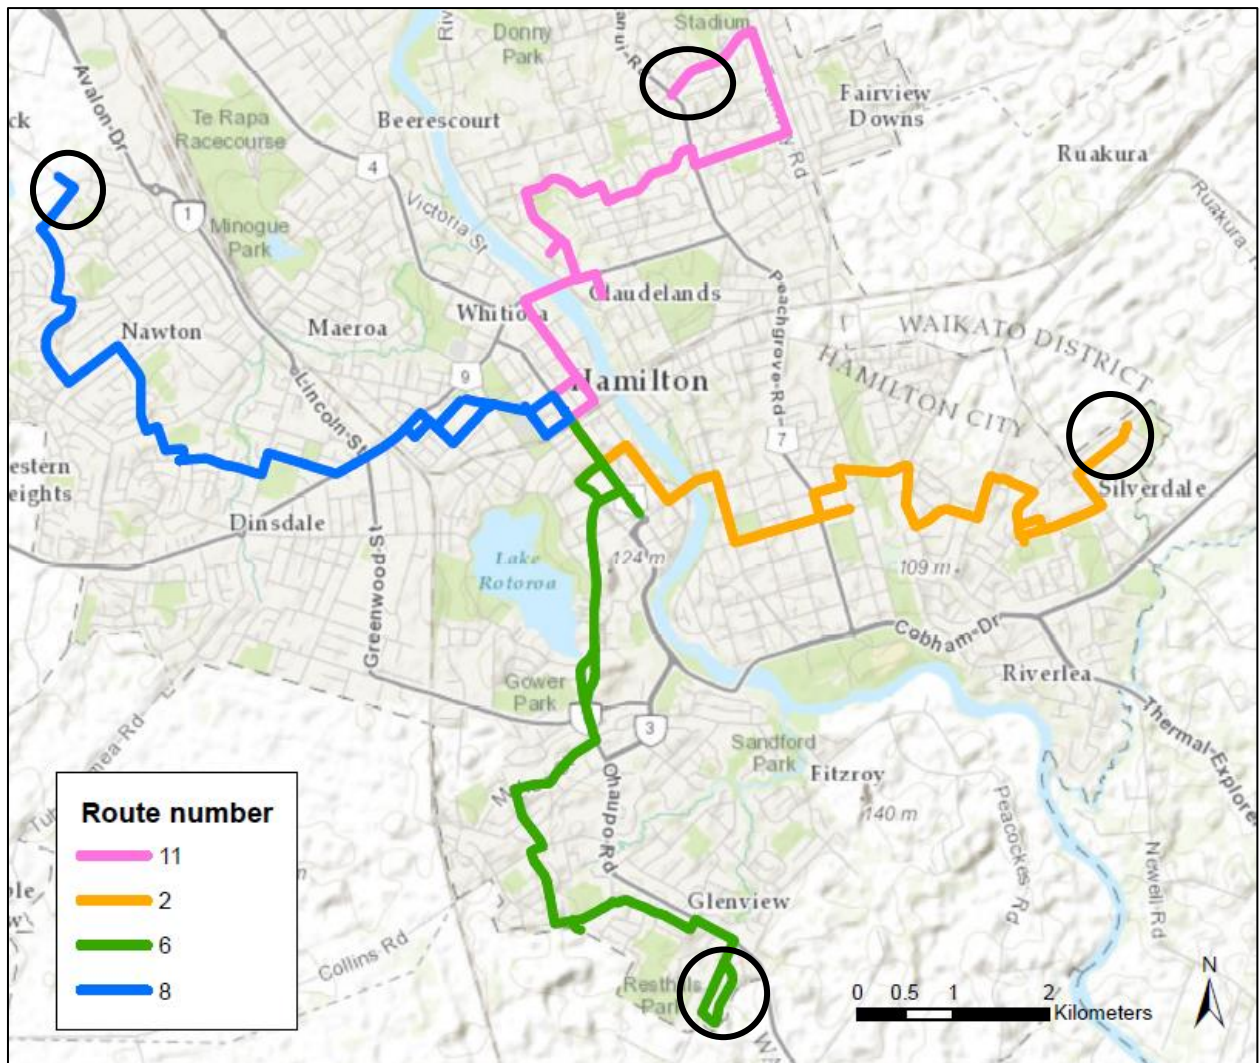 Stadium
Donny
Park
Avalon-Dr
Fairview
Downs
Te Rapa
Racecourse
Beerescourt
ck
Ruakura
4
Ruakura
1
Victoria St
Minogue
Park
Claudelands
Whitiora
Nawton
Maeroa
Peachgrove-Rd
WAIKATO DISTRICT
HAMILTON CITY
9
Hamilton
Lincoln-St
7
estern
eights
Silverdale
Dinsdale
Lake
Rotoroa
124 m
109 m
Greenwood-St
Cobham-Dr
Riverlea
Gower
Park
3
Thermal-Explore
Sandford
Park
Fitzroy
mea-Rd
Ohaupo-Rd
140 m
Peacockes Rd
Newell-Rd
Route number
11
2
6
8
Glenview
Collins Rd
Park
N
0 0.5 1 2
Kilometers